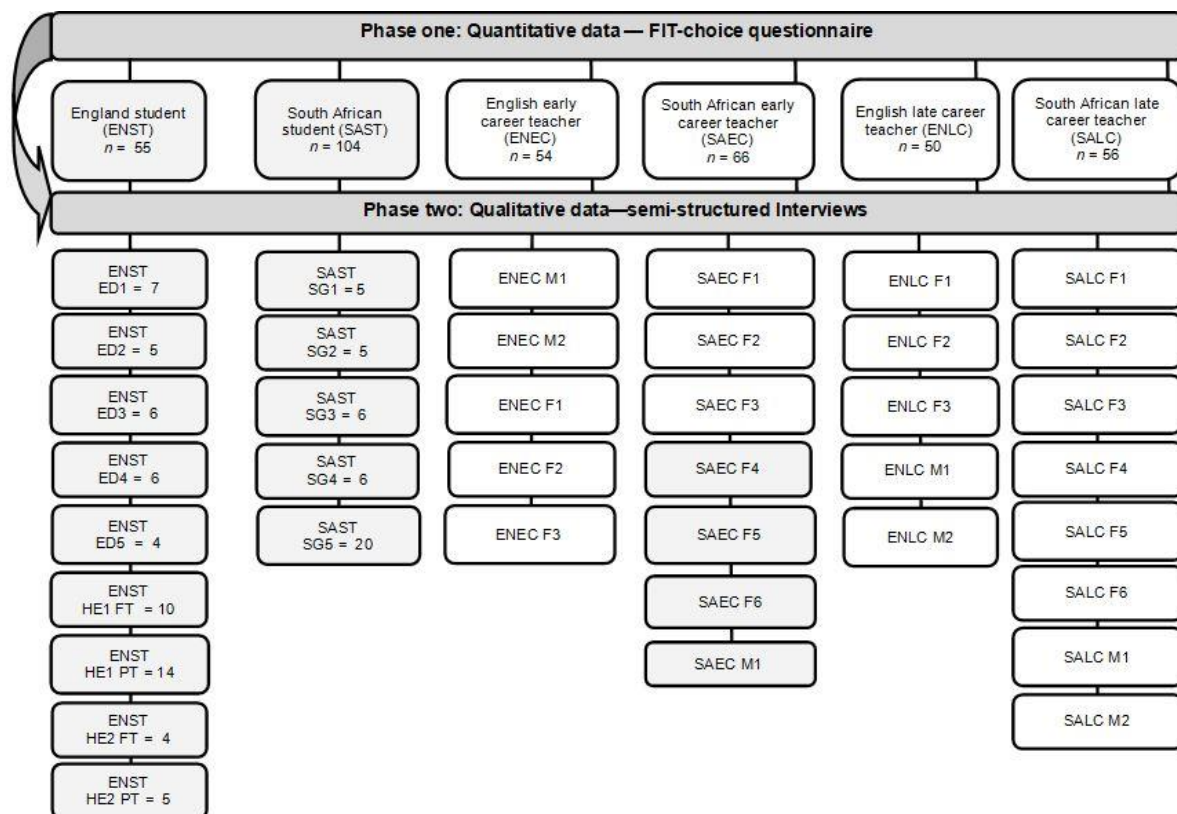 Phase one: Quantitative data — FIT-choice questionnaire
England student
(ENST)
n = 55
South African
student (SAST)
n = 104
English early
career teacher
(ENEC)
n = 54
South African early
career teacher
(SAEC)
n = 66
English late career
teacher (ENLC)
n = 50
South African late
career teacher
(SALC)
n = 56
Phase two: Qualitative data—semi-structured Interviews
ENST
ED1 = 7
ENST
ED2 = 5
ENST
ED3 = 6
ENST
ED4 = 6
ENST
ED5 = 4
ENST
HE1 FT = 10
ENST
HE1 PT = 14
ENST
HE2 FT = 4
ENST
HE2 PT = 5
SAST
SG1 = 5
SAST
SG2 = 5
SAST
SG3 = 6
SAST
SG4 = 6
SAST
SG5 = 20
ENEC M1
ENEC M2
ENEC F1
ENEC F2
ENEC F3
SAEC F1
SAEC F2
SAEC F3
SAEC F4
SAEC F5
SAEC F6
SAEC M1
ENLC F1
ENLC F2
ENLC F3
ENLC M1
ENLC M2
SALC F1
SALC F2
SALC F3
SALC F4
SALC F5
SALC F6
SALC M1
SALC M2